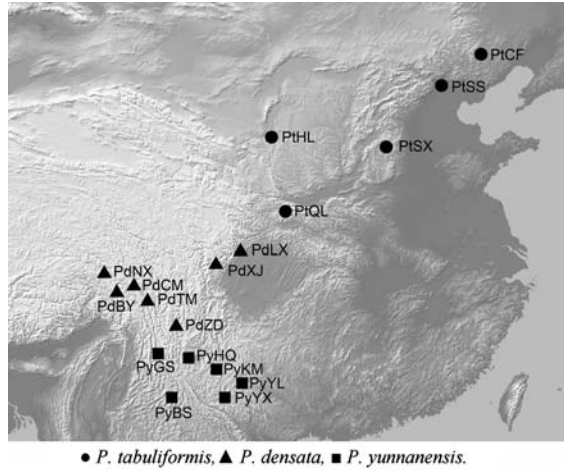 PtCF
PtSS
PtHL
PtSX
PtQL
PdLX
PdXJ
PdNX
PdCM
PdBY
PdTM
PdZD
PyGS
PyHQ
PyKM
PyYL
PyBS
PyYX
P. tabuliformis, P. densata, P. yunnanensis.